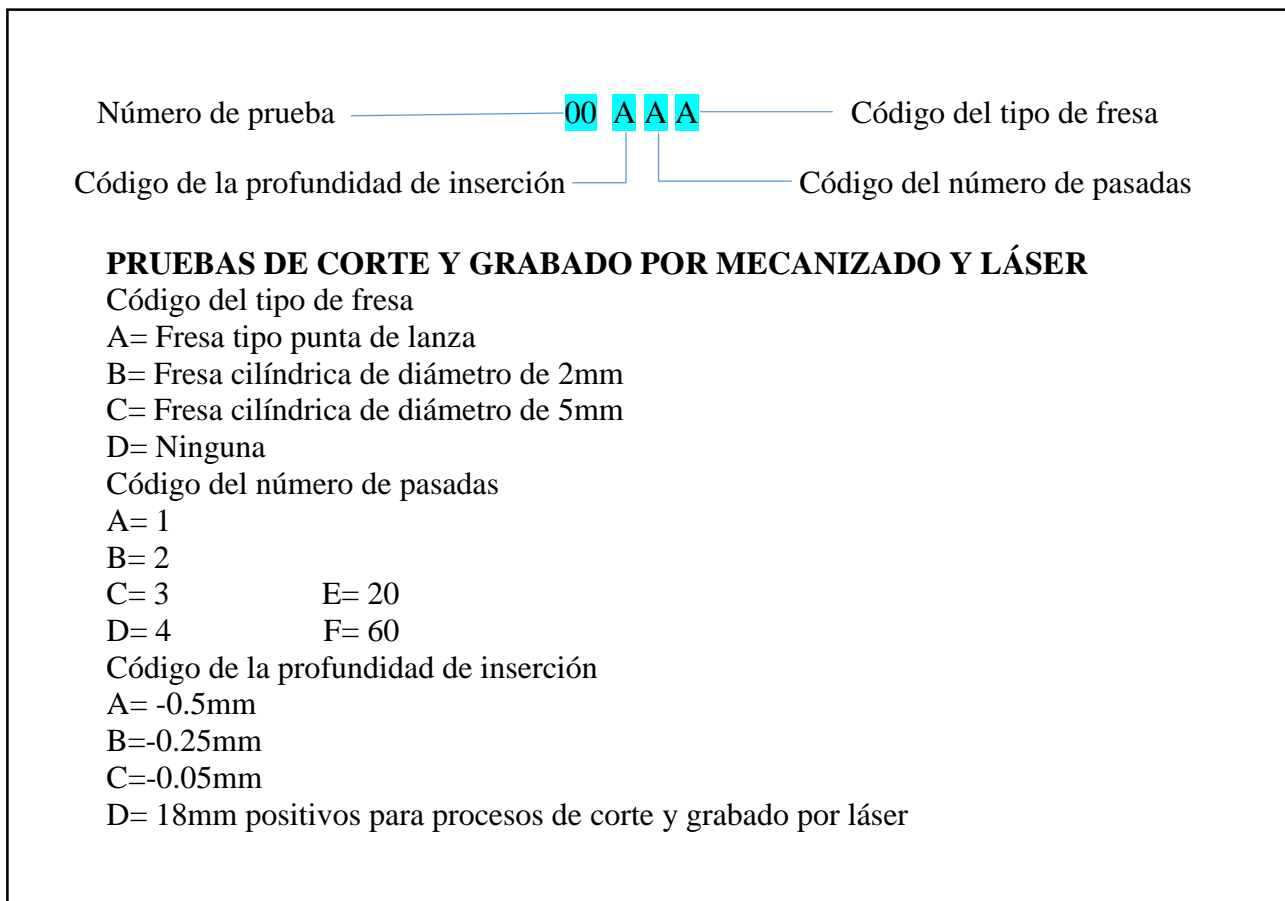 Número de prueba 00 A A A Código del tipo de fresa
Código de la profundidad de inserción Código del número de pasadas
PRUEBAS DE CORTE Y GRABADO POR MECANIZADO Y LÁSER
Código del tipo de fresa
A= Fresa tipo punta de lanza
B= Fresa cilíndrica de diámetro de 2mm
C= Fresa cilíndrica de diámetro de 5mm
D= Ninguna
Código del número de pasadas
A= 1
B= 2
C= 3 E= 20
D= 4 F= 60
Código de la profundidad de inserción
A= -0.5mm
B=-0.25mm
C=-0.05mm
D= 18mm positivos para procesos de corte y grabado por láser